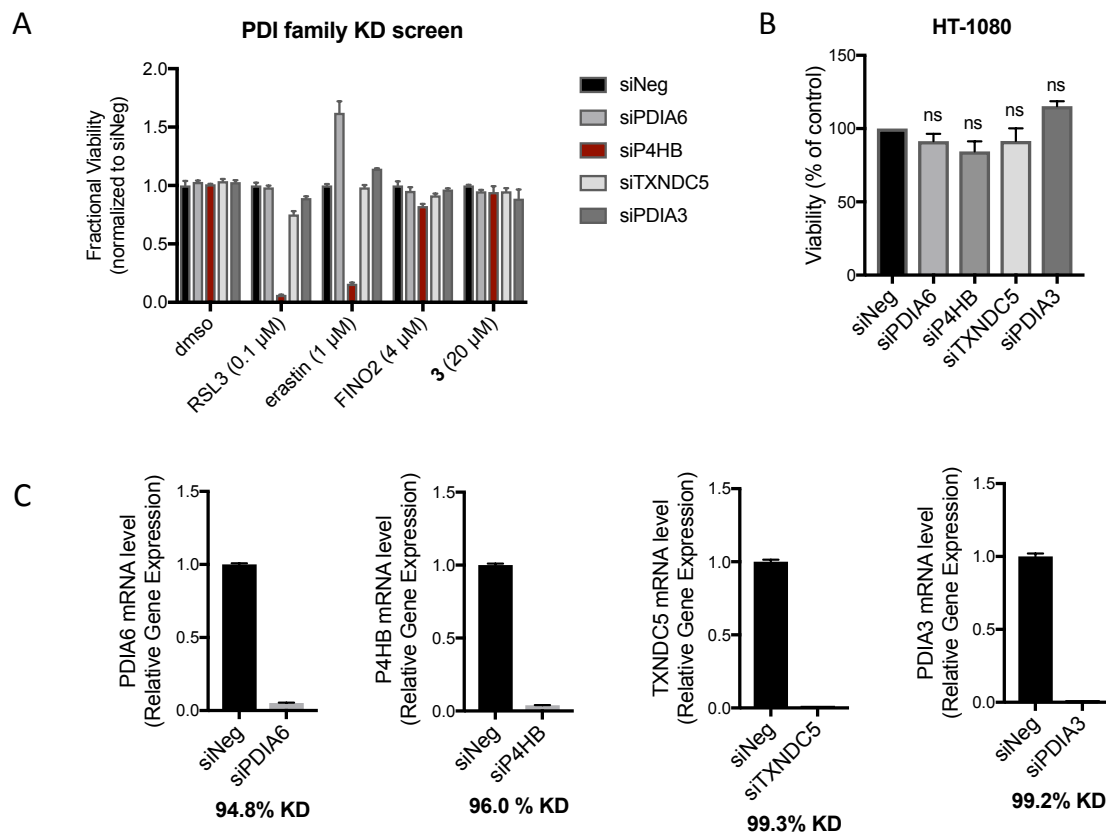 A
PDI family KD screen
Fractional Viability
(normalized to siNeg)
2.0
1.5
1.0
0.5
0.0
dmso
RSL3 (0.1 µM)
erastin (1 µM)
FINO2 (4 µM)
3 (20 µM)
siNeg
siPDIA6
siP4HB
siTXNDC5
siPDIA3
B
HT-1080
Viability (% of control)
150
100
50
0
ns
ns
ns
ns
siNeg
siPDIA6
siP4HB
siTXNDC5
siPDIA3
C
PDIA6 mRNA level
(Relative Gene Expression)
1.5
1.0
0.5
0.0
siNeg
siPDIA6
94.8% KD
P4HB mRNA level
(Relative Gene Expression)
1.5
1.0
0.5
0.0
siNeg
siP4HB
96.0 % KD
TXNDC5 mRNA level
(Relative Gene Expression)
1.5
1.0
0.5
0.0
siNeg
siTXNDC5
99.3% KD
PDIA3 mRNA level
(Relative Gene Expression)
1.5
1.0
0.5
0.0
siNeg
siPDIA3
99.2% KD